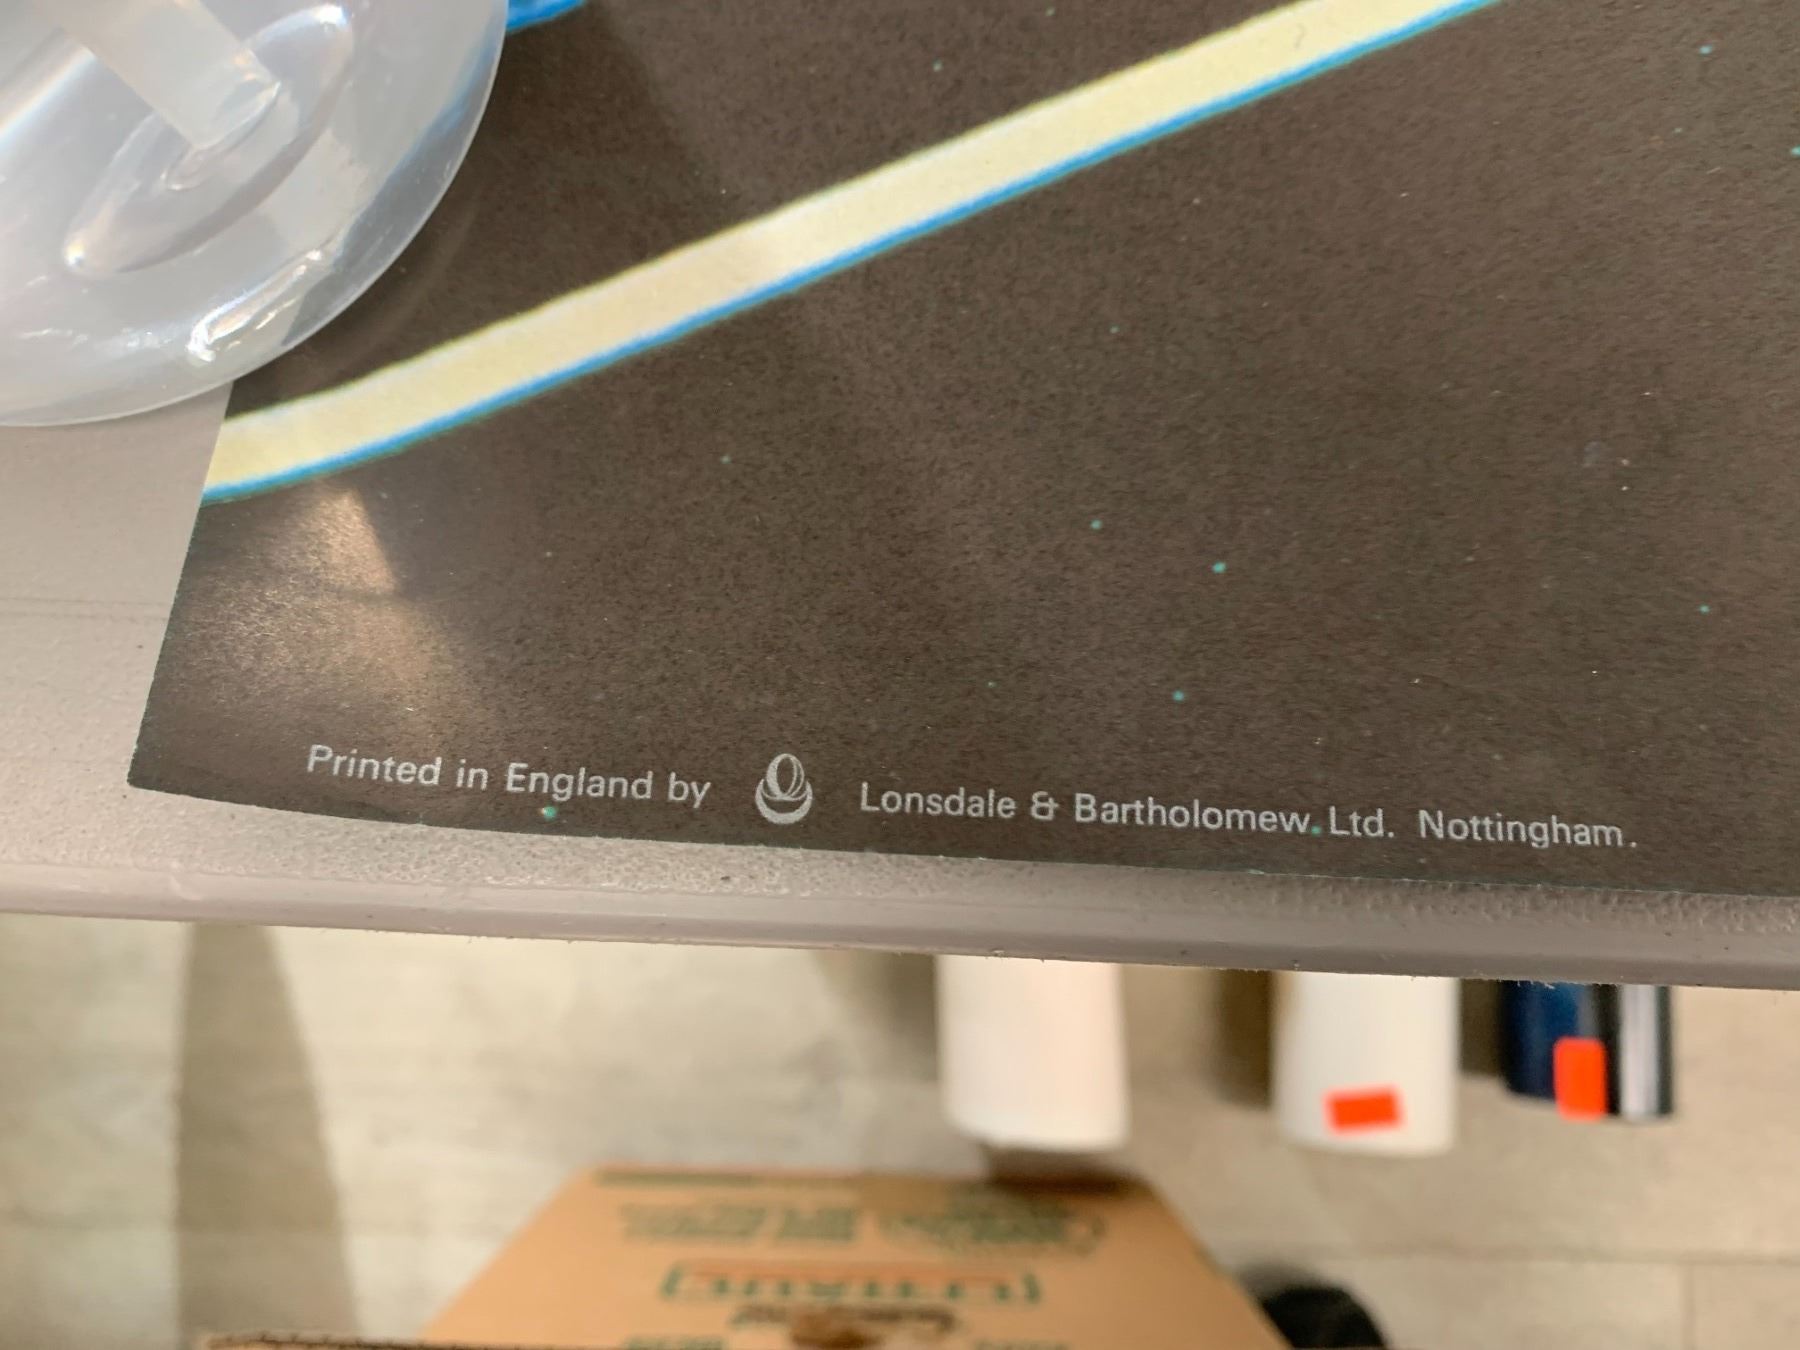 Printed in England by Lonsdale & Bartholomew. Ltd. Nottingham.